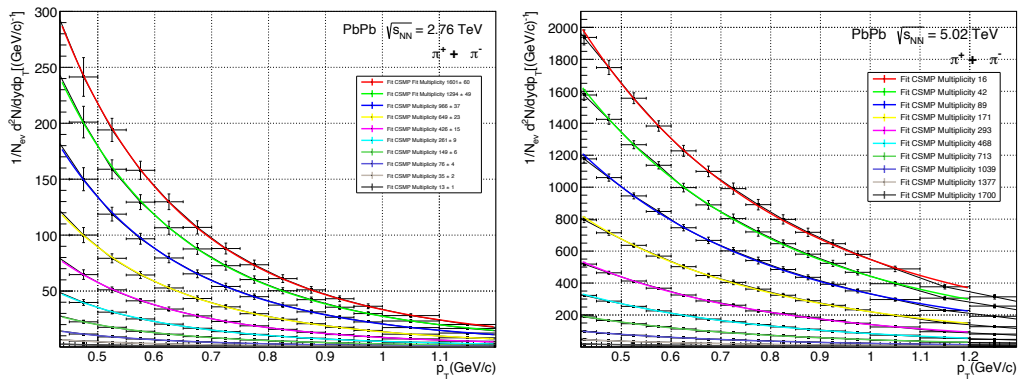 1/N_ev d²N/dydp_T[(GeV/c)⁻¹
300
250
200
150
100
50
PbPb √s_NN = 2.76 TeV
π⁺ + π⁻
Fit CSMP Fit Multiplicity 1601 ± 60
Fit CSMP Fit Multiplicity 1294 ± 49
Fit CSMP Multiplicity 966 ± 37
Fit CSMP Multiplicity 649 ± 23
Fit CSMP Multiplicity 426 ± 15
Fit CSMP Multiplicity 261 ± 9
Fit CSMP Multiplicity 149 ± 6
Fit CSMP Multiplicity 76 ± 4
Fit CSMP Multiplicity 35 ± 2
Fit CSMP Multiplicity 13 ± 1
0.5 0.6 0.7 0.8 0.9 1 1.1
p_T(GeV/c)
1/N_ev d²N/dydp_T[(GeV/c)⁻¹
2000
1800
1600
1400
1200
1000
800
600
400
200
PbPb √s_NN = 5.02 TeV
π⁺ + π⁻
Fit CSMP Multiplicity 16
Fit CSMP Multiplicity 42
Fit CSMP Multiplicity 89
Fit CSMP Multiplicity 171
Fit CSMP Multiplicity 293
Fit CSMP Multiplicity 468
Fit CSMP Multiplicity 713
Fit CSMP Multiplicity 1039
Fit CSMP Multiplicity 1377
Fit CSMP Multiplicity 1700
0.5 0.6 0.7 0.8 0.9 1 1.1 1.2
p_T(GeV/c)